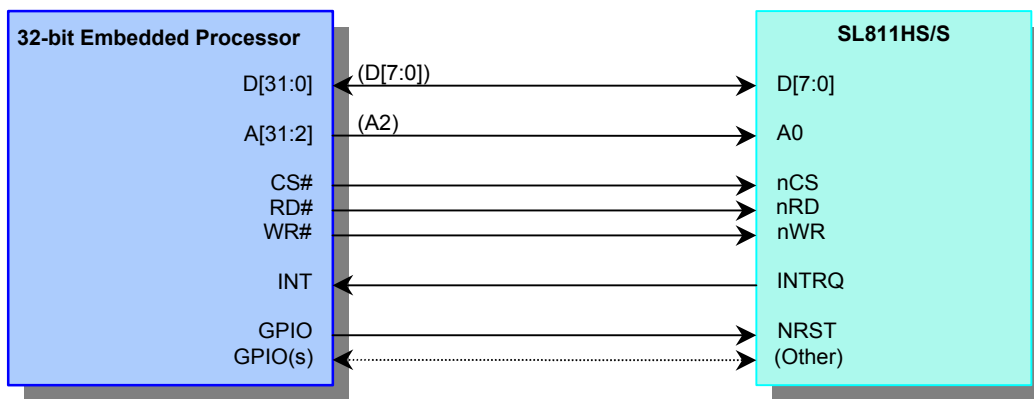 32-bit Embedded Processor
SL811HS/S
D[31:0]
(D[7:0])
D[7:0]
A[31:2]
(A2)
A0
CS#
nCS
RD#
nRD
WR#
nWR
INT
INTRQ
GPIO
NRST
GPIO(s)
(Other)